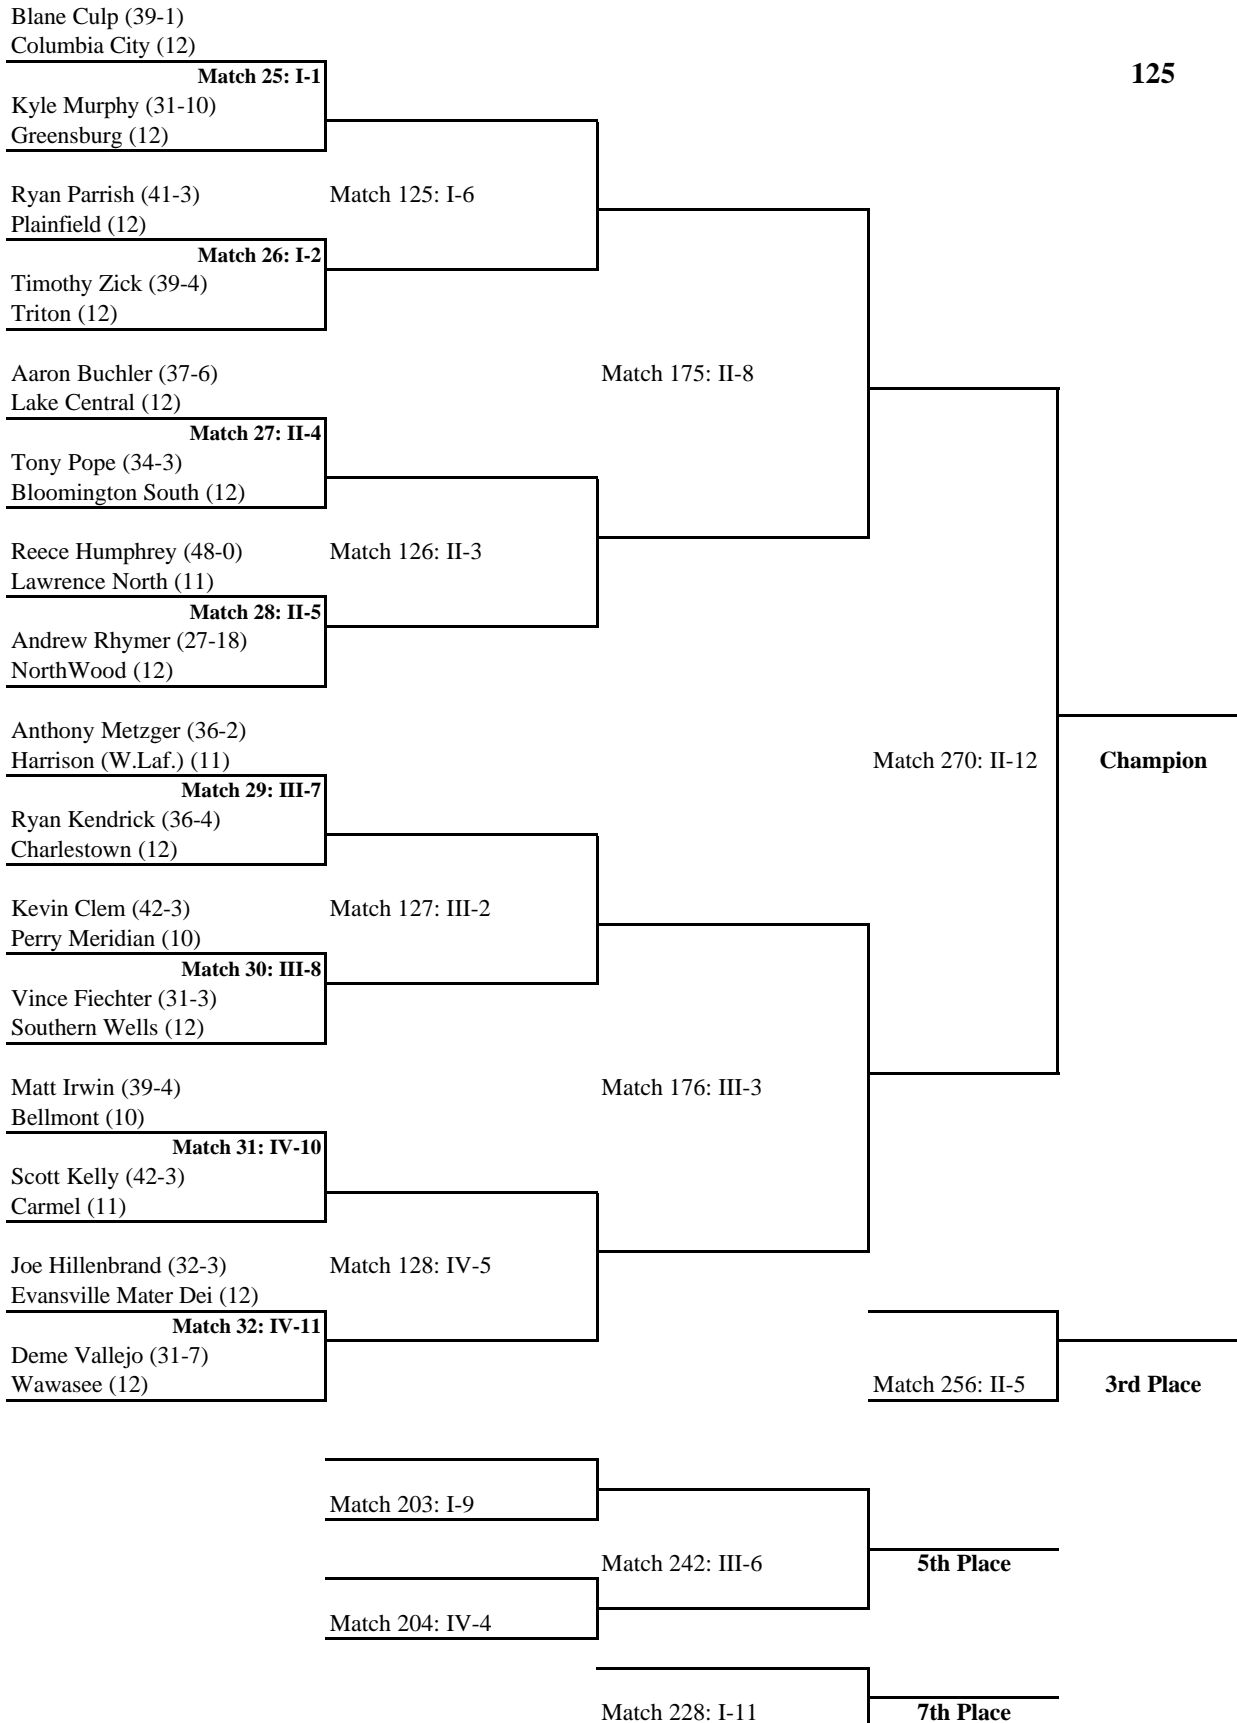 Blane Culp (39-1)
Columbia City (12)
Match 25: I-1
125
Kyle Murphy (31-10)
Greensburg (12)
Ryan Parrish (41-3)
Match 125: I-6
Plainfield (12)
Match 26: I-2
Timothy Zick (39-4)
Triton (12)
Aaron Buchler (37-6)
Match 175: II-8
Lake Central (12)
Match 27: II-4
Tony Pope (34-3)
Bloomington South (12)
Reece Humphrey (48-0)
Match 126: II-3
Lawrence North (11)
Match 28: II-5
Andrew Rhymer (27-18)
NorthWood (12)
Anthony Metzger (36-2)
Harrison (W.Laf.) (11)
Match 270: II-12
Champion
Match 29: III-7
Ryan Kendrick (36-4)
Charlestown (12)
Kevin Clem (42-3)
Match 127: III-2
Perry Meridian (10)
Match 30: III-8
Vince Fiechter (31-3)
Southern Wells (12)
Matt Irwin (39-4)
Match 176: III-3
Bellmont (10)
Match 31: IV-10
Scott Kelly (42-3)
Carmel (11)
Joe Hillenbrand (32-3)
Match 128: IV-5
Evansville Mater Dei (12)
Match 32: IV-11
Deme Vallejo (31-7)
Wawasee (12)
Match 256: II-5
3rd Place
Match 203: I-9
Match 242: III-6
5th Place
Match 204: IV-4
Match 228: I-11
7th Place